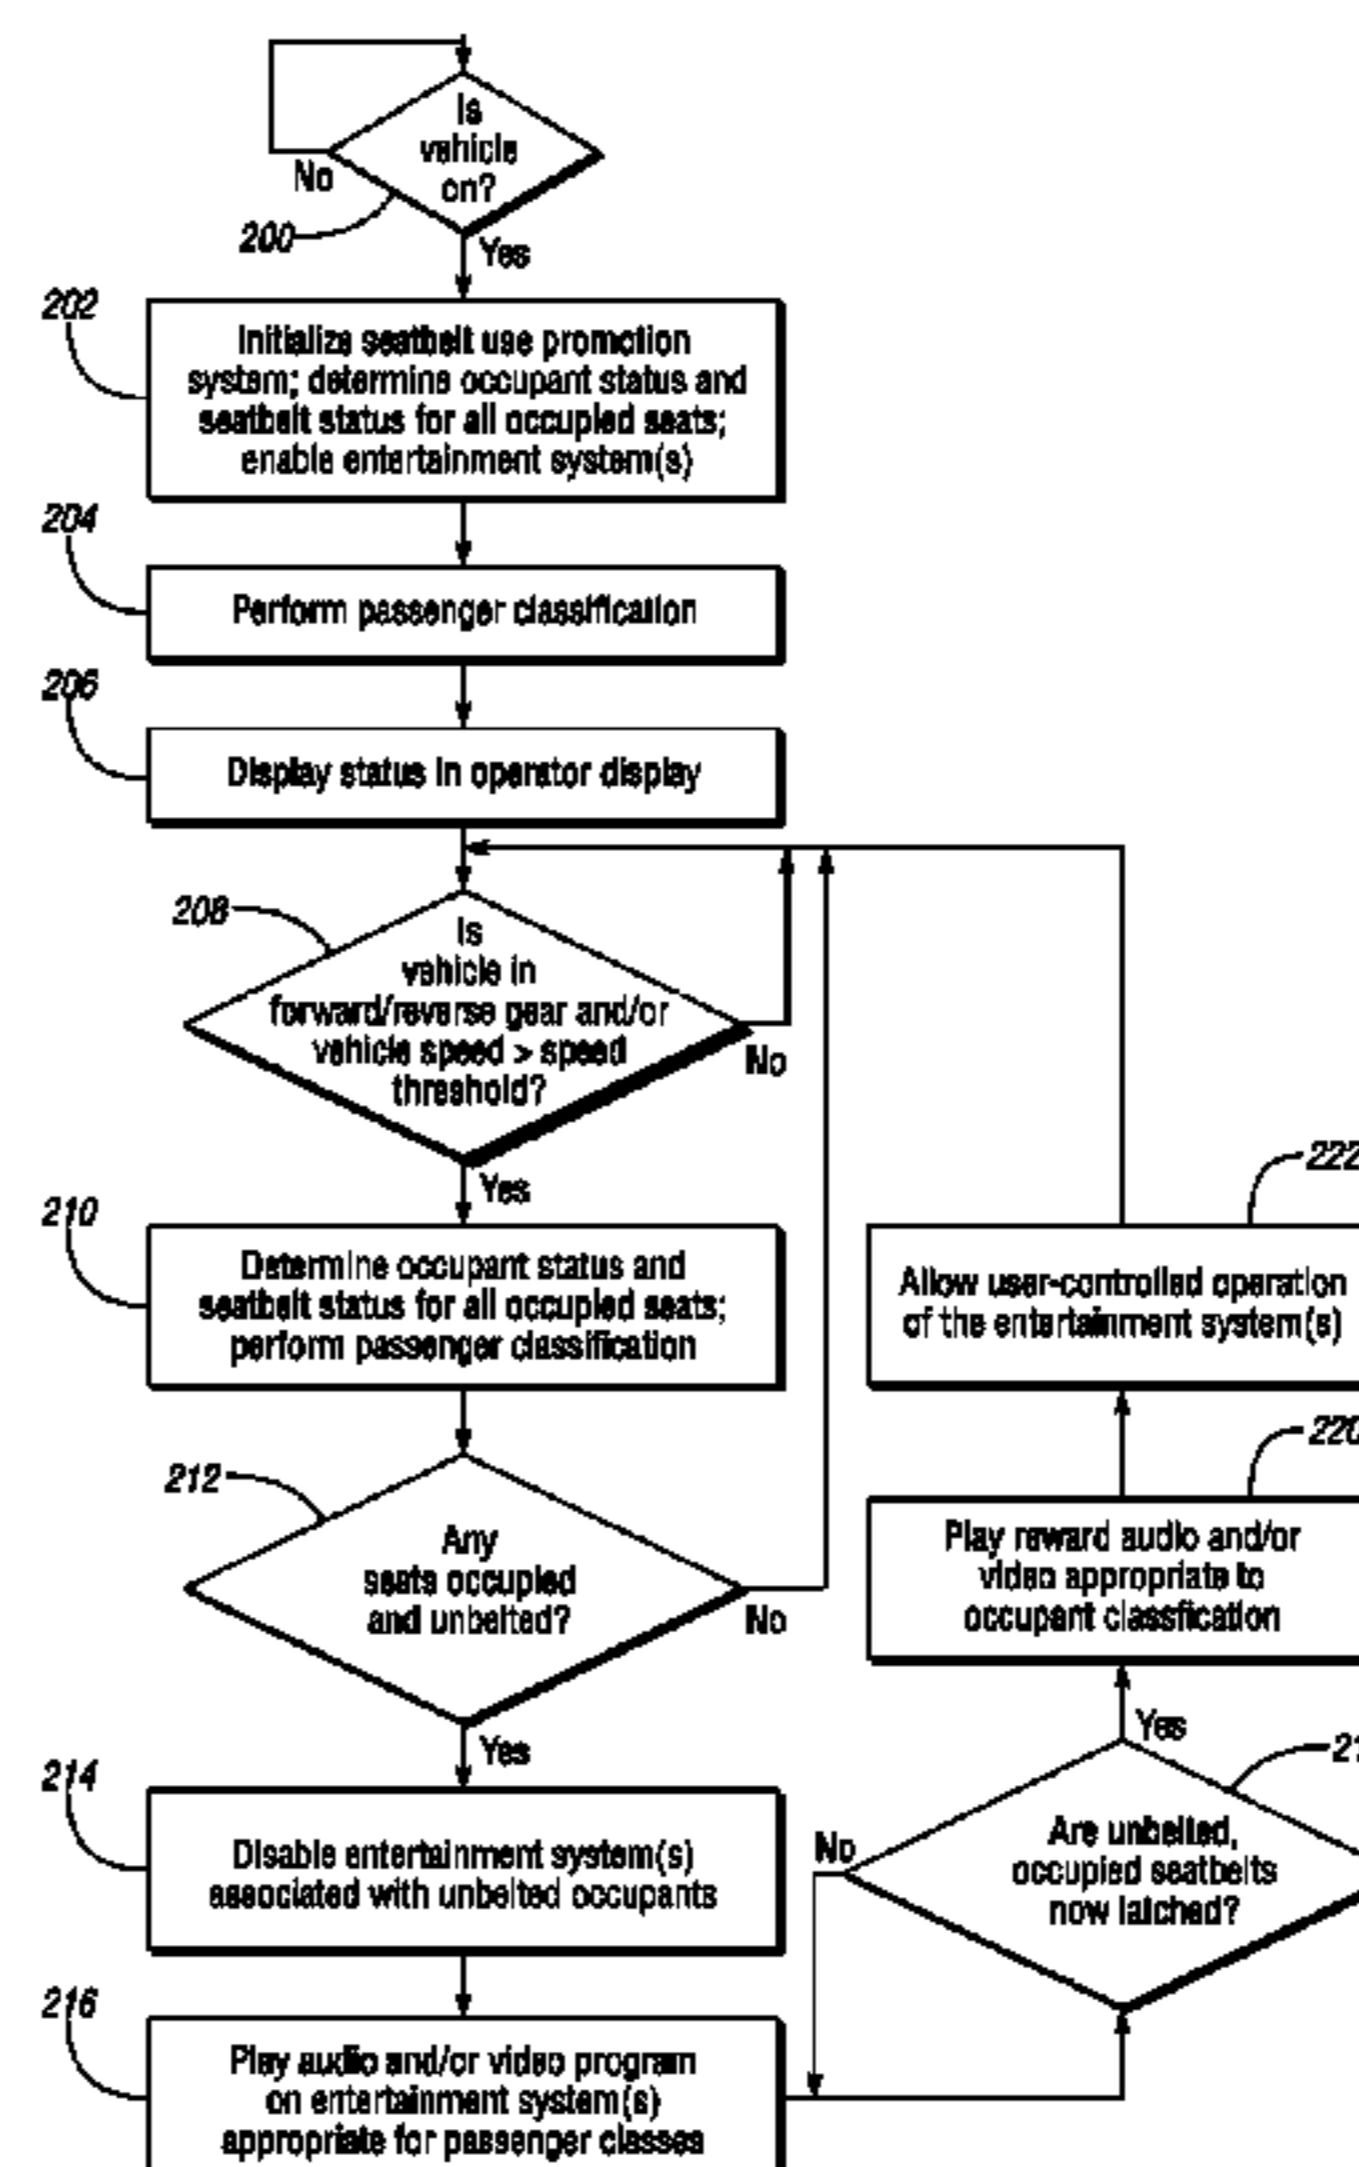 Is
vehicle
on?
No
200
Yes
202
Initialize seatbelt use promotion
system; determine occupant status and
seatbelt status for all occupied seats;
enable entertainment system(s)
204
Perform passenger classification
206
Display status in operator display
208
Is
vehicle in
forward/reverse gear and/or
vehicle speed > speed
threshold?
No
Yes
210
Determine occupant status and
seatbelt status for all occupied seats;
perform passenger classification
212
Any
seats occupied
and unbelted?
No
Yes
214
Disable entertainment system(s)
associated with unbelted occupants
216
Play audio and/or video program
on entertainment system(s)
appropriate for passenger classes
222
Allow user-controlled operation
of the entertainment system(s)
220
Play reward audio and/or
video appropriate to
occupant classfication
Yes
21
No
Are unbelted,
occupied seatbelts
now latched?